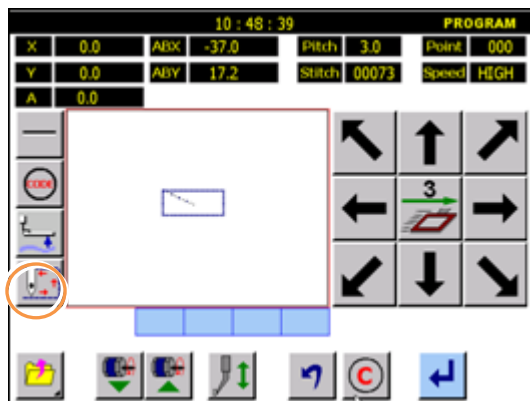 10 : 48 : 39 PROGRAM
X 0.0 ABX -37.0 Pitch 3.0 Point 000
Y 0.0 ABY 17.2 Stitch 00073 Speed HIGH
A 0.0
CODE
3
C